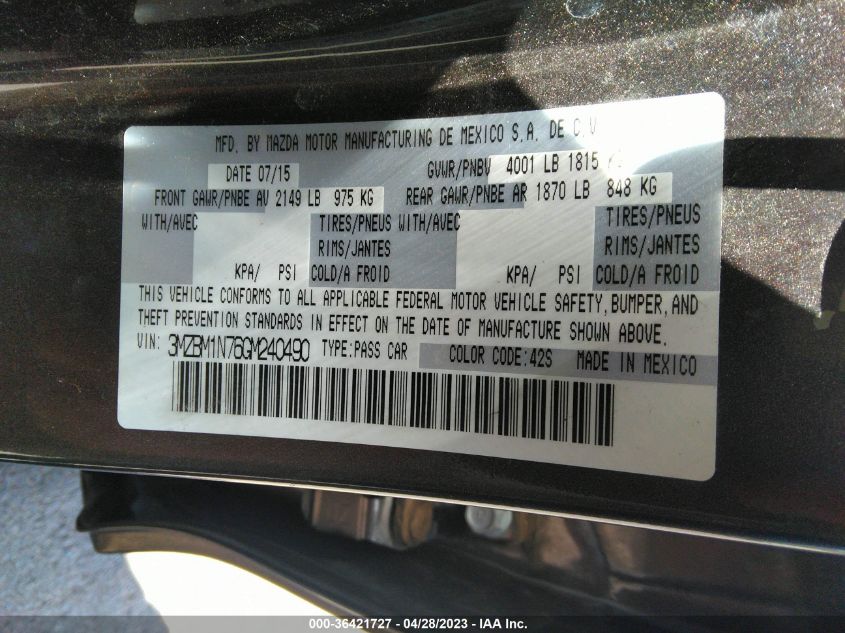 MFD. BY MAZDA MOTOR MANUFACTURING DE MEXICO S.A. DE C.V
DATE 07/15 GVWR/PNBV 4001 LB 1815
FRONT GAWR/PNBE AV 2149 LB 975 KG REAR GAWR/PNBE AR 1870 LB 848 KG
WITH/AVEC TIRES/PNEUS WITH/AVEC TIRES/PNEUS
RIMS/JANTES RIMS/JANTES
KPA/ PSI COLD/A FROID KPA/ PSI COLD/A FROID
THIS VEHICLE CONFORMS TO ALL APPLICABLE FEDERAL MOTOR VEHICLE SAFETY, BUMPER, AND
THEFT PREVENTION STANDARDS IN EFFECT ON THE DATE OF MANUFACTURE SHOWN ABOVE.
VIN: 3MZBM1N76GM240490 TYPE:PASS CAR COLOR CODE:42S MADE IN MEXICO
000-36421727 - 04/28/2023 - IAA Inc.